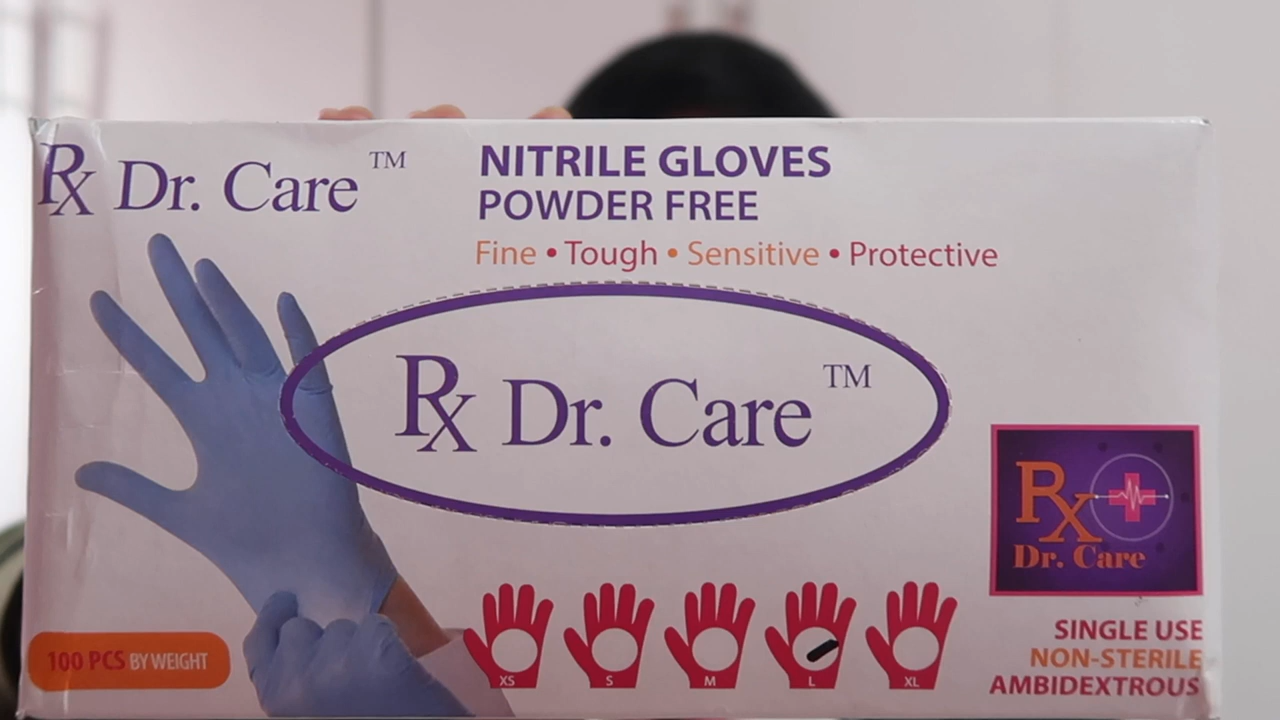 Rx Dr. Care ™
NITRILE GLOVES
POWDER FREE
Fine • Tough • Sensitive • Protective
Rx Dr. Care ™
Rx
Dr. Care
100 PCS BY WEIGHT
XS S M L XL
SINGLE USE
NON-STERILE
AMBIDEXTROUS